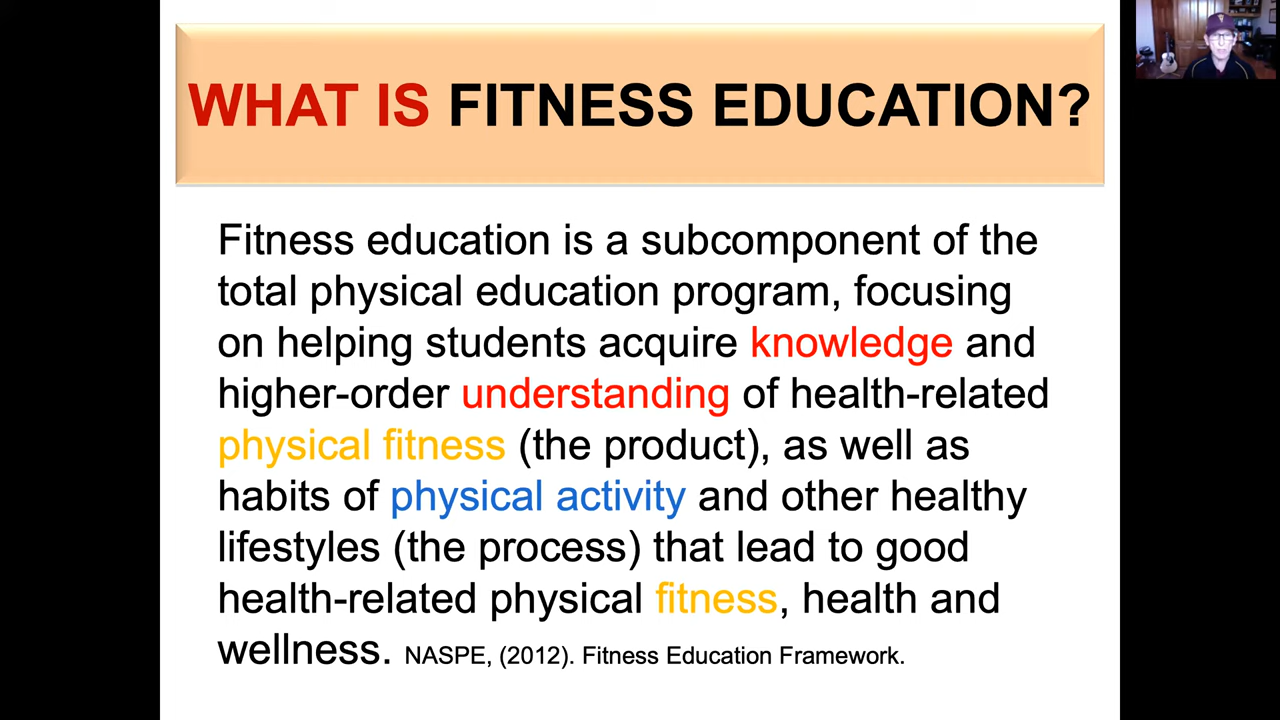 WHAT IS FITNESS EDUCATION?
Fitness education is a subcomponent of the
total physical education program, focusing
on helping students acquire knowledge and
higher-order understanding of health-related
physical fitness (the product), as well as
habits of physical activity and other healthy
lifestyles (the process) that lead to good
health-related physical fitness, health and
wellness. NASPE, (2012). Fitness Education Framework.